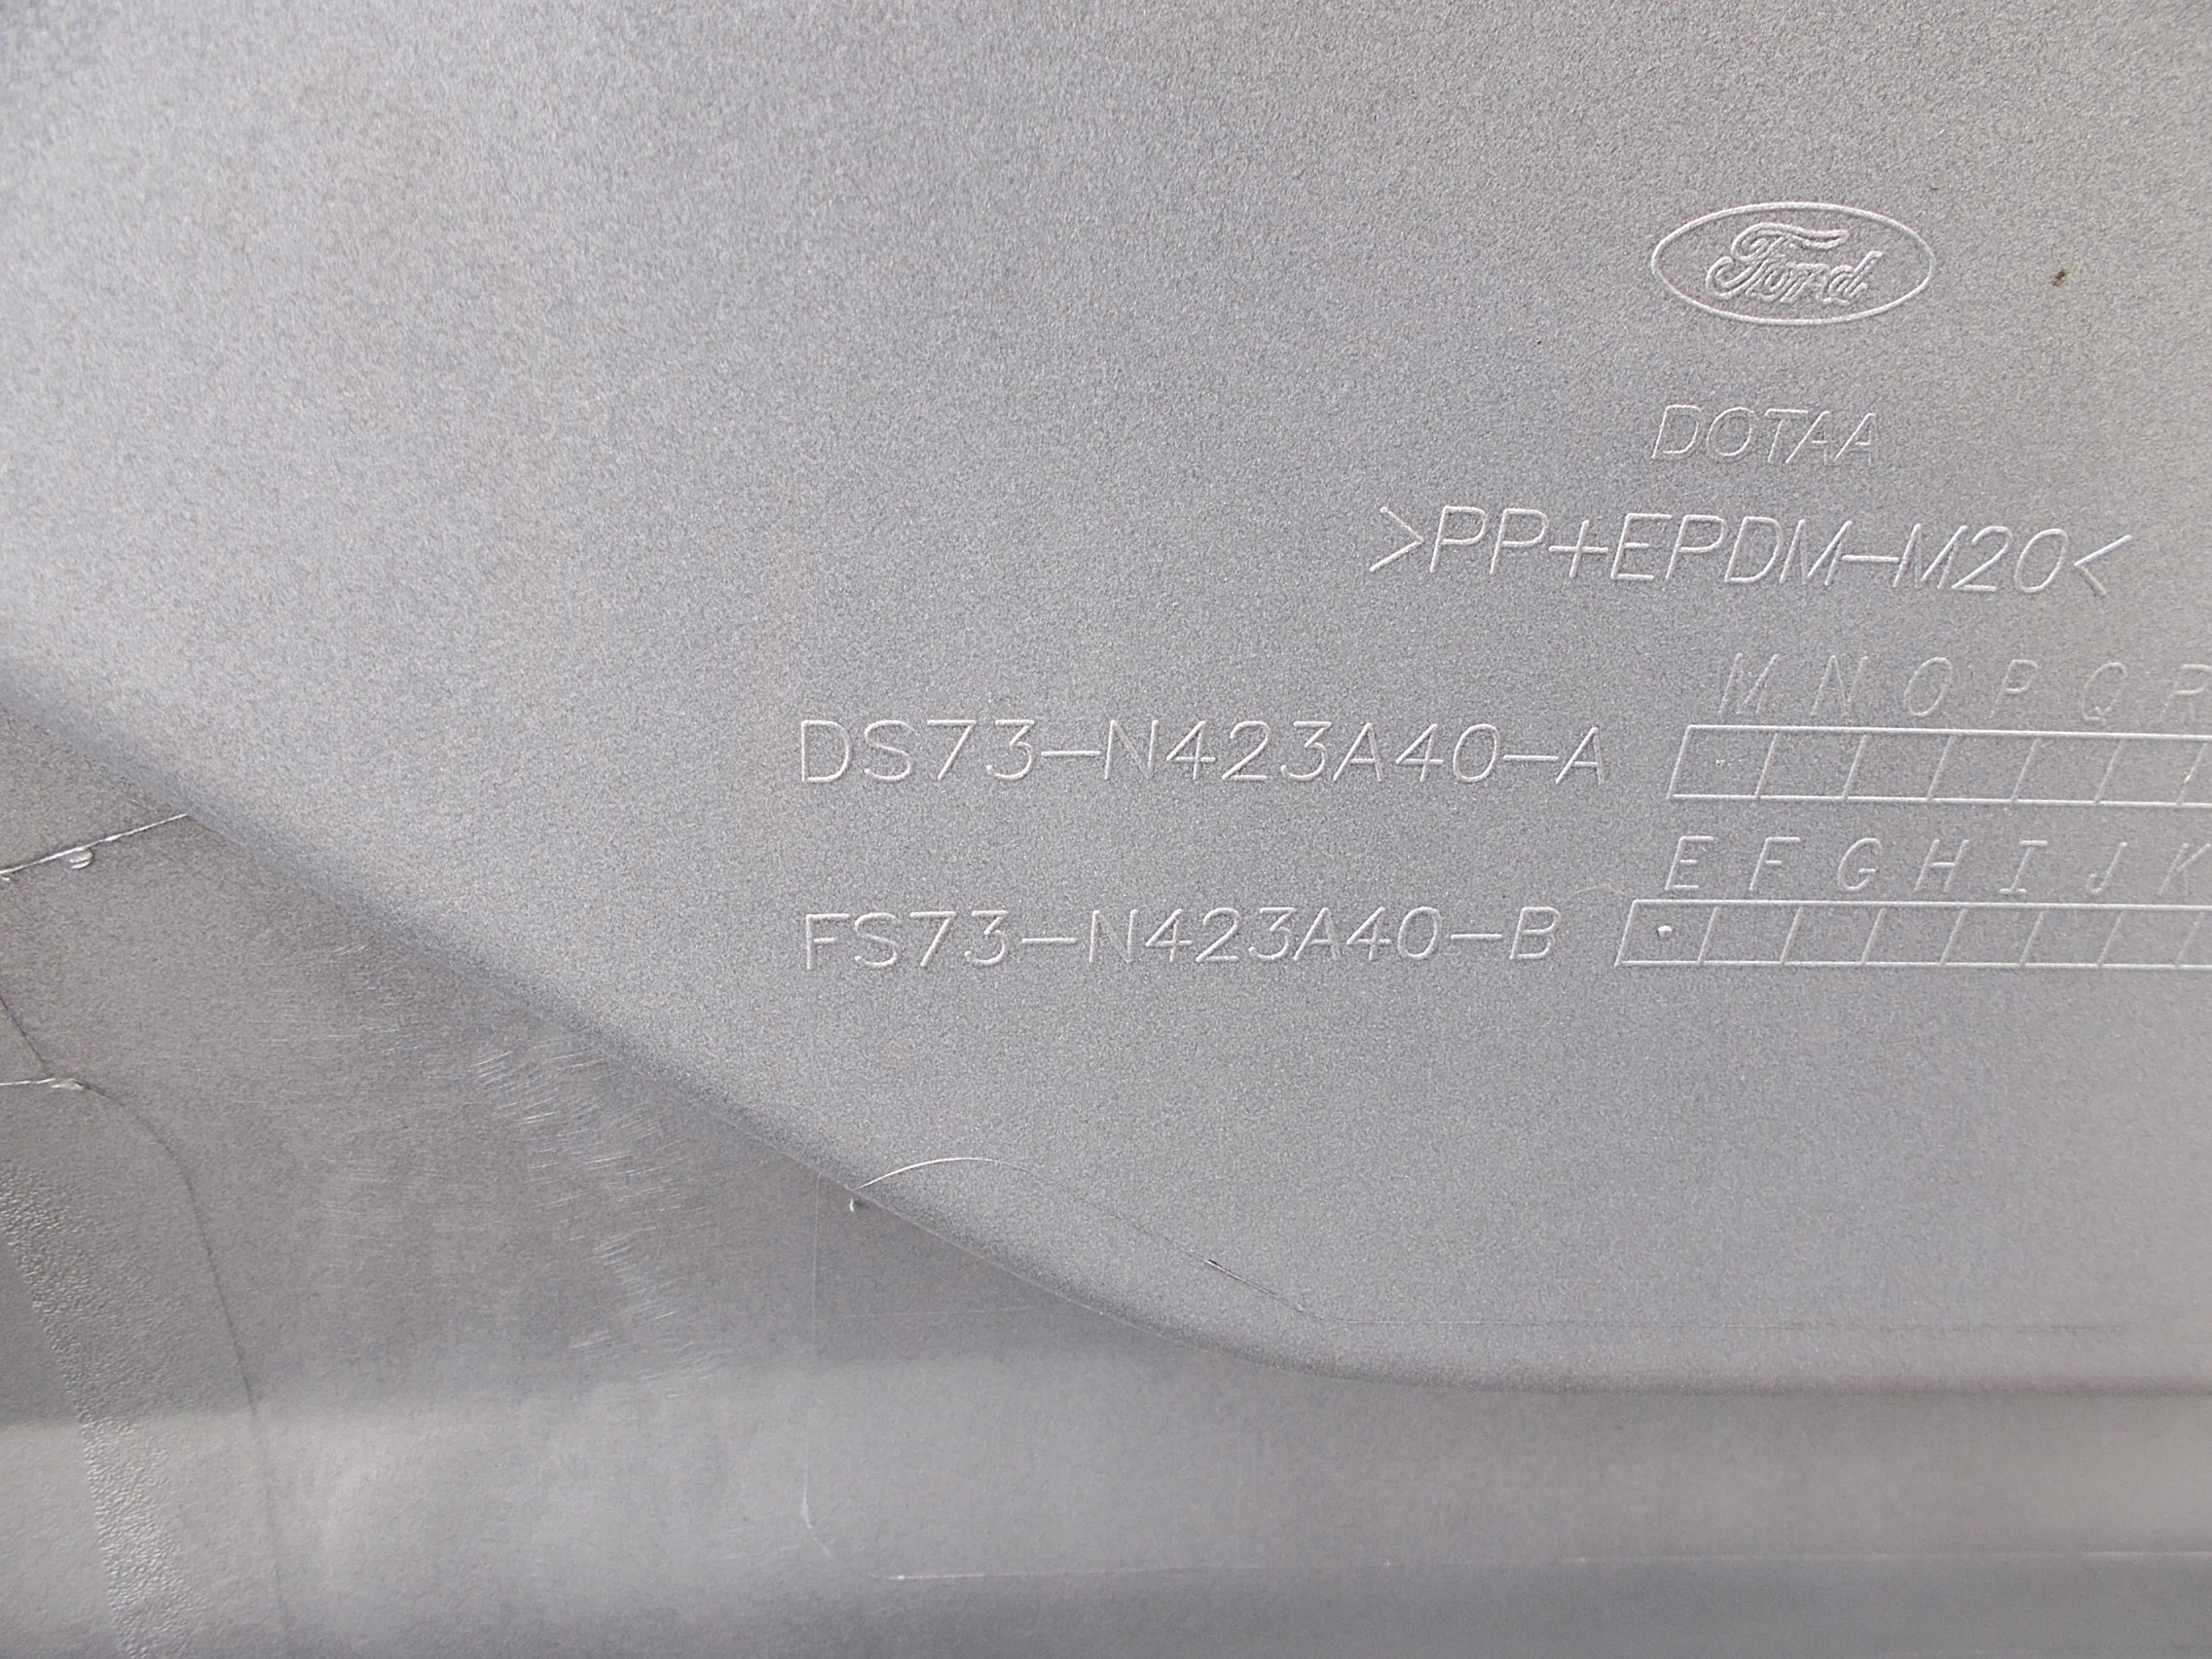 Ford
DOTAA
>PP+EPDM-M20<
M N O P Q R
DS73-N423A40-A
E F G H I J K
FS73-N423A40-B